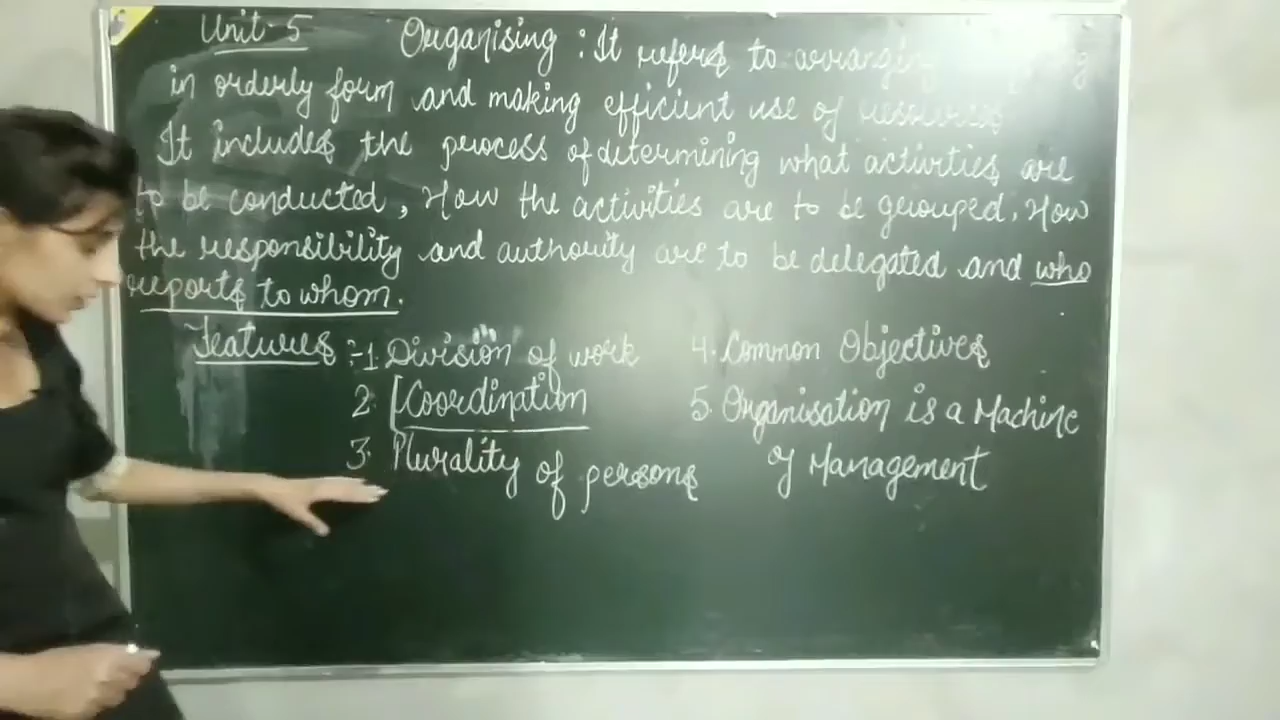 Unit-5 Organising : It refers to arranging
in orderly form and making efficient use of resources
It includes the process of determining what activities are
to be conducted, How the activities are to be grouped, How
the responsibility and authority are to be delegated and who
reports to whom.
Features :-1. Division of work
2. Coordination
3. Plurality of persons
4. Common Objectives
5. Organisation is a Machine
of Management